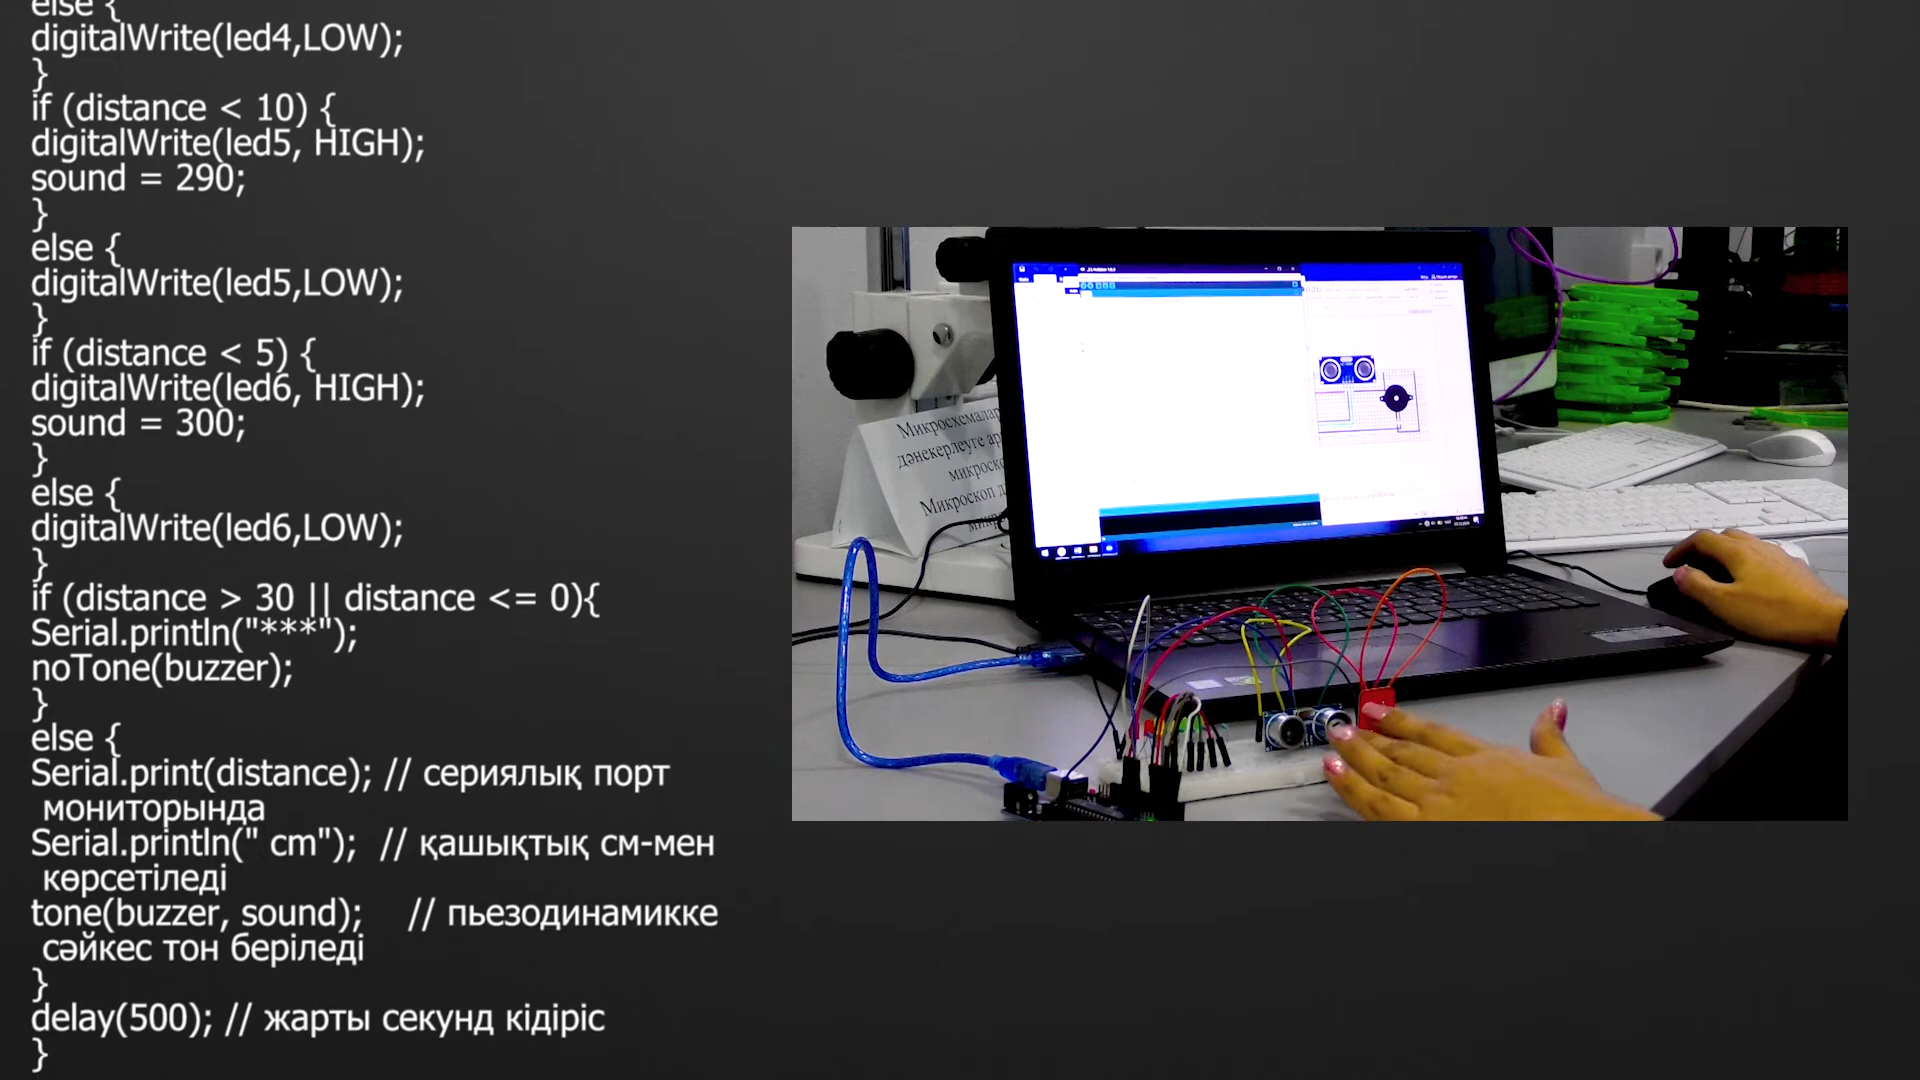 else {
digitalWrite(led4,LOW);
}
if (distance < 10) {
digitalWrite(led5, HIGH);
sound = 290;
}
else {
digitalWrite(led5,LOW);
}
if (distance < 5) {
digitalWrite(led6, HIGH);
sound = 300;
}
else {
digitalWrite(led6,LOW);
}
if (distance > 30 || distance <= 0){
Serial.println("***");
noTone(buzzer);
}
else {
Serial.print(distance); // сериялық порт
мониторында
Serial.println(" cm"); // қашықтық см-мен
көрсетіледі
tone(buzzer, sound); // пьезодинамикке
сәйкес тон беріледі
}
delay(500); // жарты секунд кідіріс
}
Микросхемалар
дәнекерлеуге
Микроскоп